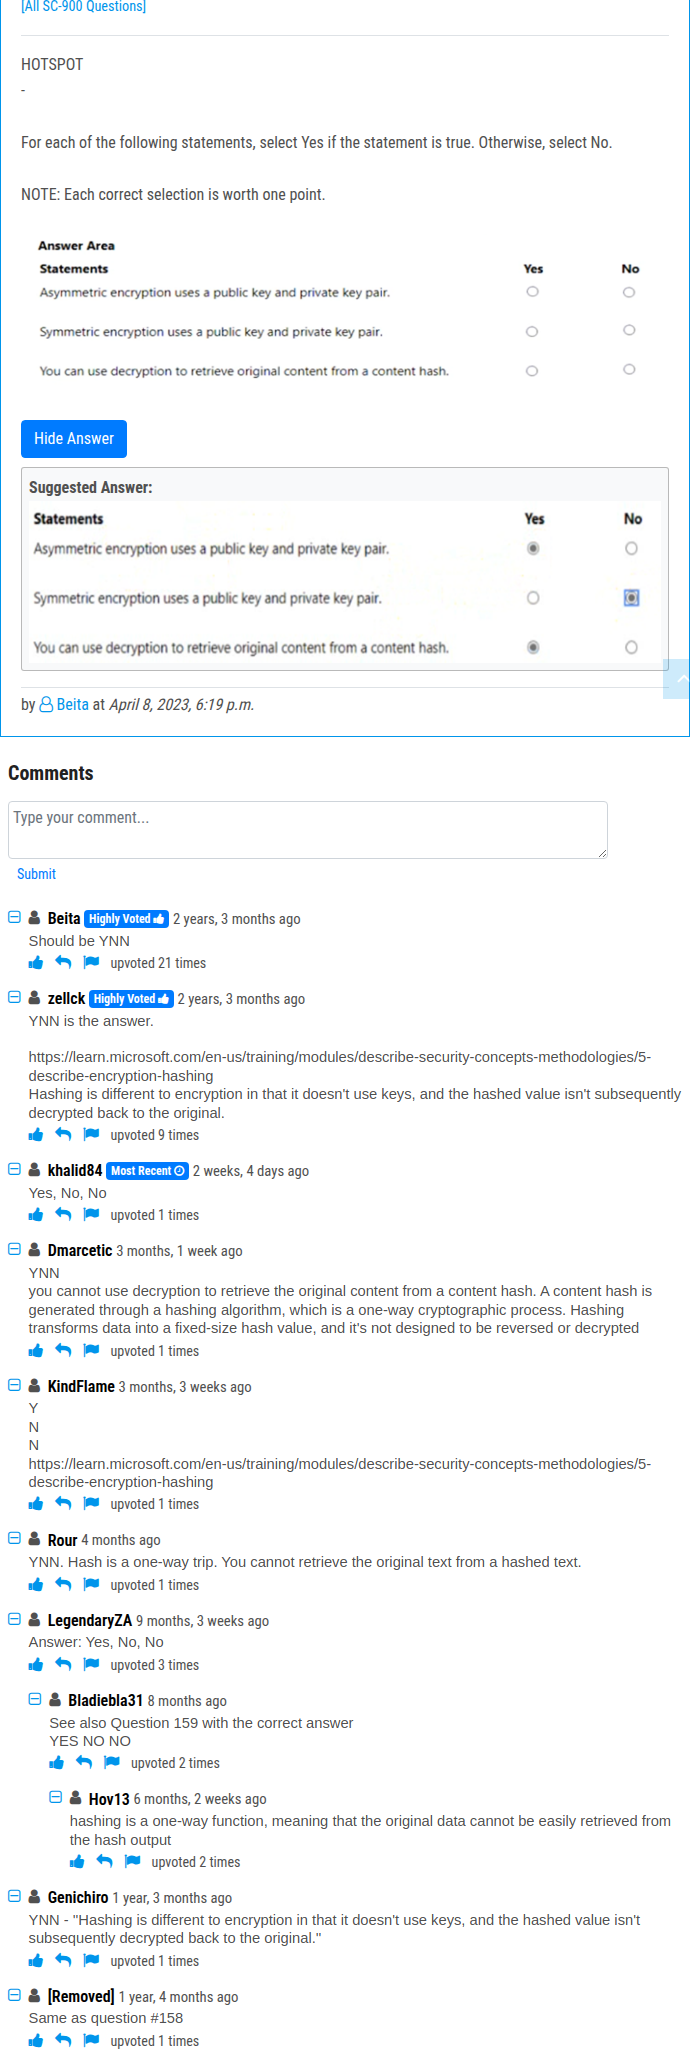 [All SC-900 Questions]
HOTSPOT
-
For each of the following statements, select Yes if the statement is true. Otherwise, select No.
NOTE: Each correct selection is worth one point.
Answer Area
Statements Yes No
Asymmetric encryption uses a public key and private key pair.
Symmetric encryption uses a public key and private key pair.
You can use decryption to retrieve original content from a content hash.
Hide Answer
Suggested Answer:
Statements Yes No
Asymmetric encryption uses a public key and private key pair.
Symmetric encryption uses a public key and private key pair.
You can use decryption to retrieve original content from a content hash.
by Beita at April 8, 2023, 6:19 p.m.
Comments
Type your comment...
Submit
Beita Highly Voted 2 years, 3 months ago
Should be YNN
upvoted 21 times
zellck Highly Voted 2 years, 3 months ago
YNN is the answer.
https://learn.microsoft.com/en-us/training/modules/describe-security-concepts-methodologies/5-
describe-encryption-hashing
Hashing is different to encryption in that it doesn't use keys, and the hashed value isn't subsequently
decrypted back to the original.
upvoted 9 times
khalid84 Most Recent 2 weeks, 4 days ago
Yes, No, No
upvoted 1 times
Dmarcetic 3 months, 1 week ago
YNN
you cannot use decryption to retrieve the original content from a content hash. A content hash is
generated through a hashing algorithm, which is a one-way cryptographic process. Hashing
transforms data into a fixed-size hash value, and it's not designed to be reversed or decrypted
upvoted 1 times
KindFlame 3 months, 3 weeks ago
Y
N
N
https://learn.microsoft.com/en-us/training/modules/describe-security-concepts-methodologies/5-
describe-encryption-hashing
upvoted 1 times
Rour 4 months ago
YNN. Hash is a one-way trip. You cannot retrieve the original text from a hashed text.
upvoted 1 times
LegendaryZA 9 months, 3 weeks ago
Answer: Yes, No, No
upvoted 3 times
Bladiebla31 8 months ago
See also Question 159 with the correct answer
YES NO NO
upvoted 2 times
Hov13 6 months, 2 weeks ago
hashing is a one-way function, meaning that the original data cannot be easily retrieved from
the hash output
upvoted 2 times
Genichiro 1 year, 3 months ago
YNN - "Hashing is different to encryption in that it doesn't use keys, and the hashed value isn't
subsequently decrypted back to the original."
upvoted 1 times
[Removed] 1 year, 4 months ago
Same as question #158
upvoted 1 times